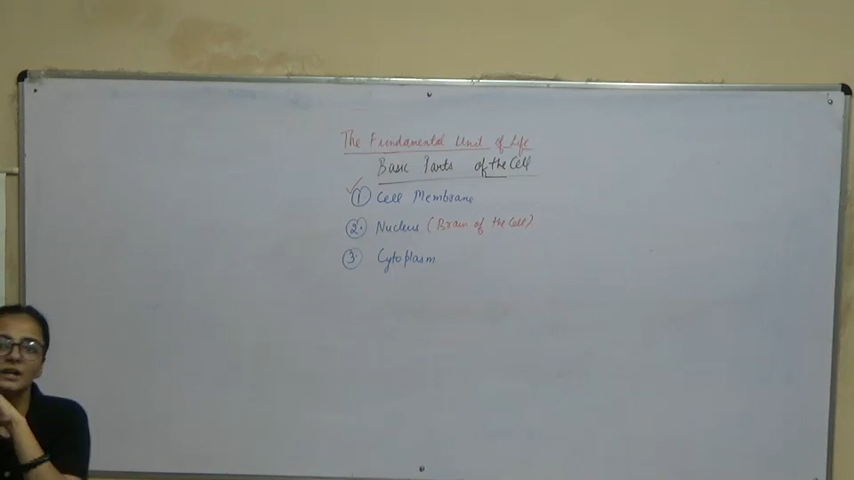 The Fundamental Unit of Life
Basic Parts of the Cell
① Cell Membrane
②. Nucleus (Brain of the Cell)
③. Cytoplasm